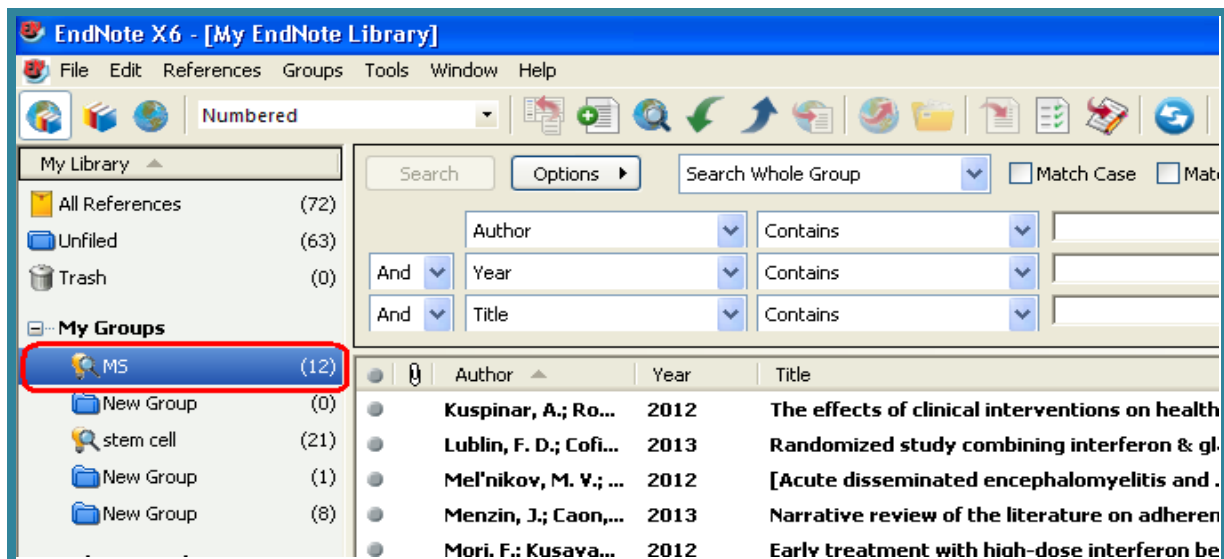 EndNote X6 - [My EndNote Library]
File Edit References Groups Tools Window Help
Numbered
My Library
All References (72)
Unfiled (63)
Trash (0)
My Groups
MS (12)
New Group (0)
stem cell (21)
New Group (1)
New Group (8)
Search Options Search Whole Group Match Case
Author Contains
And Year Contains
And Title Contains
Author Year Title
Kuspinar, A.; Ro... 2012 The effects of clinical interventions on health
Lublin, F. D.; Cofi... 2013 Randomized study combining interferon & gl
Mel'nikov, M. V.; ... 2012 [Acute disseminated encephalomyelitis and .
Menzin, J.; Caon,... 2013 Narrative review of the literature on adheren
Mori, F.; Kusaya... 2012 Early treatment with high-dose interferon be